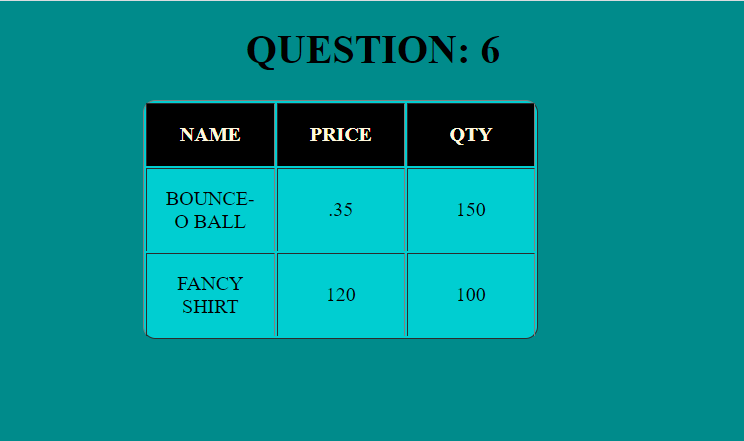 QUESTION: 6
NAME PRICE QTY
BOUNCE-
O BALL .35 150
FANCY
SHIRT 120 100